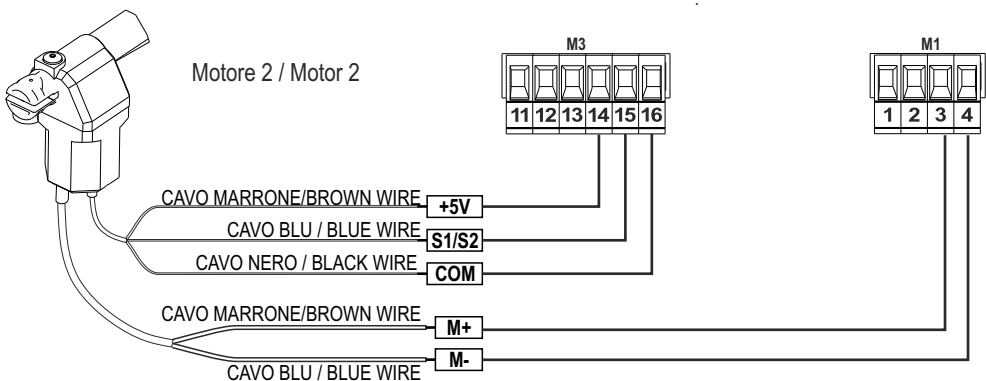 M3
M1
Motore 2 / Motor 2
11 12 13 14 15 16
1 2 3 4
CAVO MARRONE/BROWN WIRE +5V
CAVO BLU / BLUE WIRE S1/S2
CAVO NERO / BLACK WIRE COM
CAVO MARRONE/BROWN WIRE M+
M-
CAVO BLU / BLUE WIRE